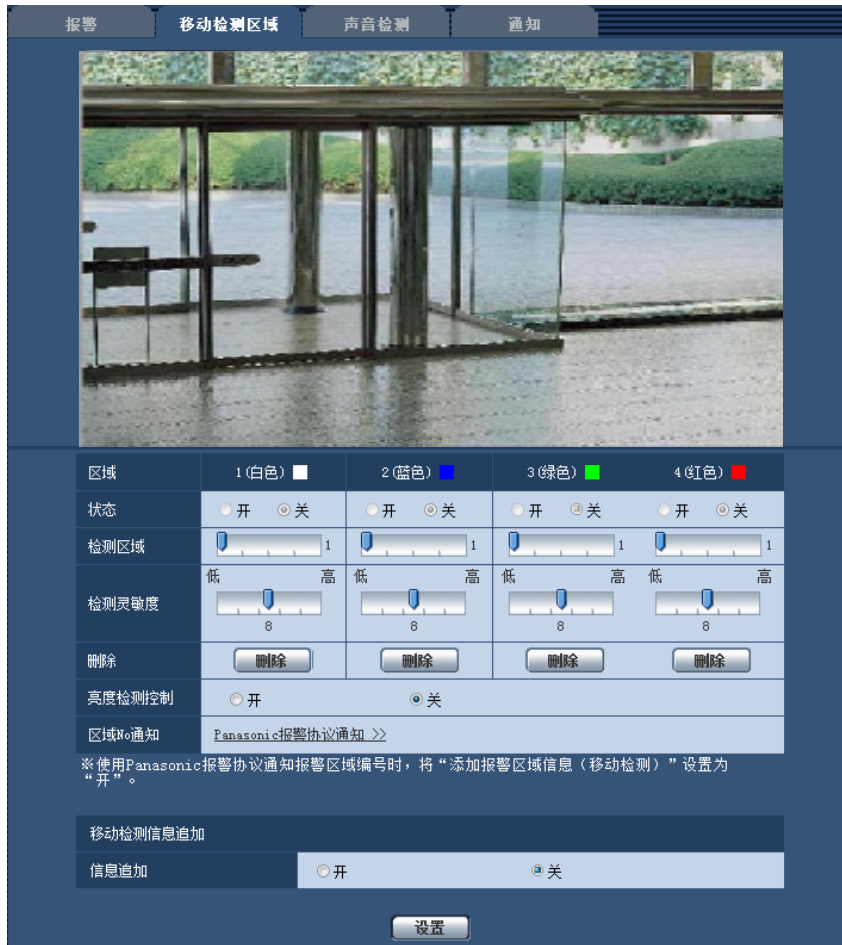 报警 移动检测区域 声音检测 通知
区域 1(白色) 2(蓝色) 3(绿色) 4(红色)
状态 开 关 开 关 开 关 开 关
检测区域 1 1 1 1
低 高 低 高 低 高 低 高
检测灵敏度
8 8 8 8
删除 删除 删除 删除 删除
亮度检测控制 开 关
区域No通知 Panasonic报警协议通知 >>
※使用Panasonic报警协议通知报警区域编号时，将“添加报警区域信息（移动检测）”设置为
“开”。
移动检测信息追加
信息追加 开 关
设置